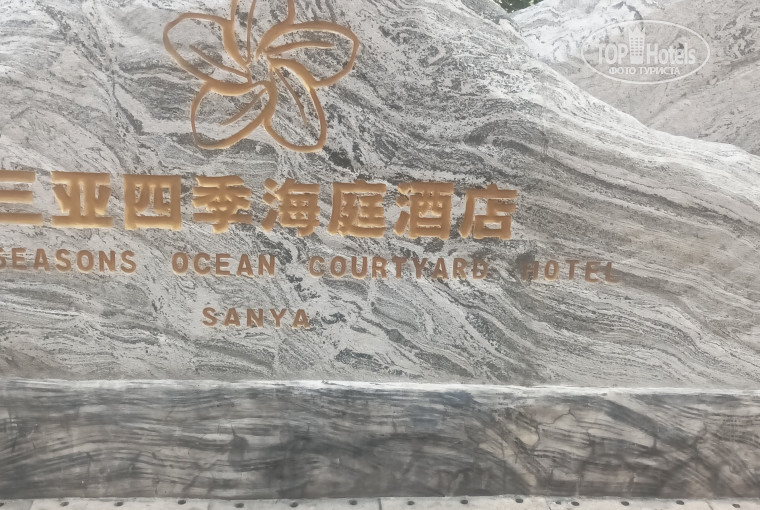 三亚四季海庭酒店
SEASONS OCEAN COURTYARD HOTEL
SANYA
TOP Hotels
ФОТО ТУРИСТА